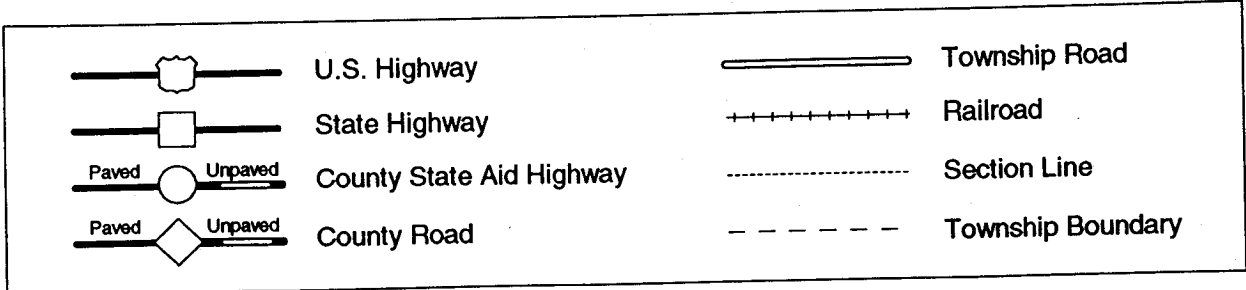 U.S. Highway
State Highway
Paved Unpaved County State Aid Highway
Paved Unpaved County Road
Township Road
Railroad
Section Line
Township Boundary